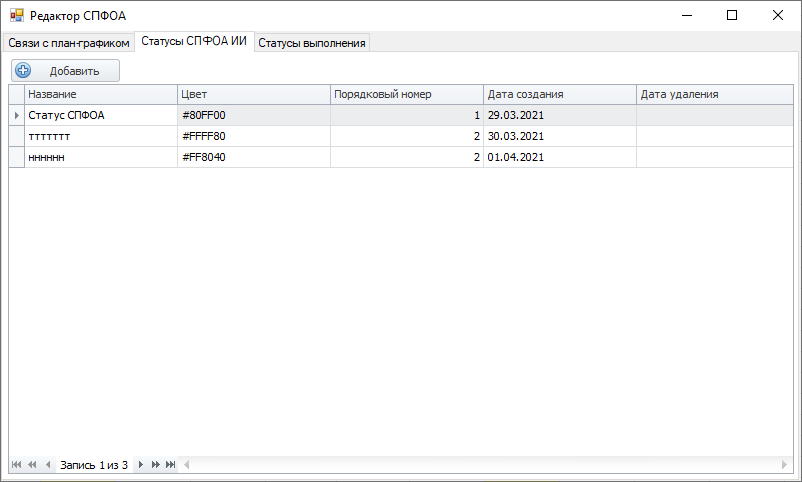 Редактор СПФОА
Связи с план-графиком Статусы СПФОА ИИ Статусы выполнения
Добавить
Название Цвет Порядковый номер Дата создания Дата удаления
Статус СПФОА #80FF00 1 29.03.2021
ттттттт #FFFF80 2 30.03.2021
нннннн #FF8040 2 01.04.2021
Запись 1 из 3